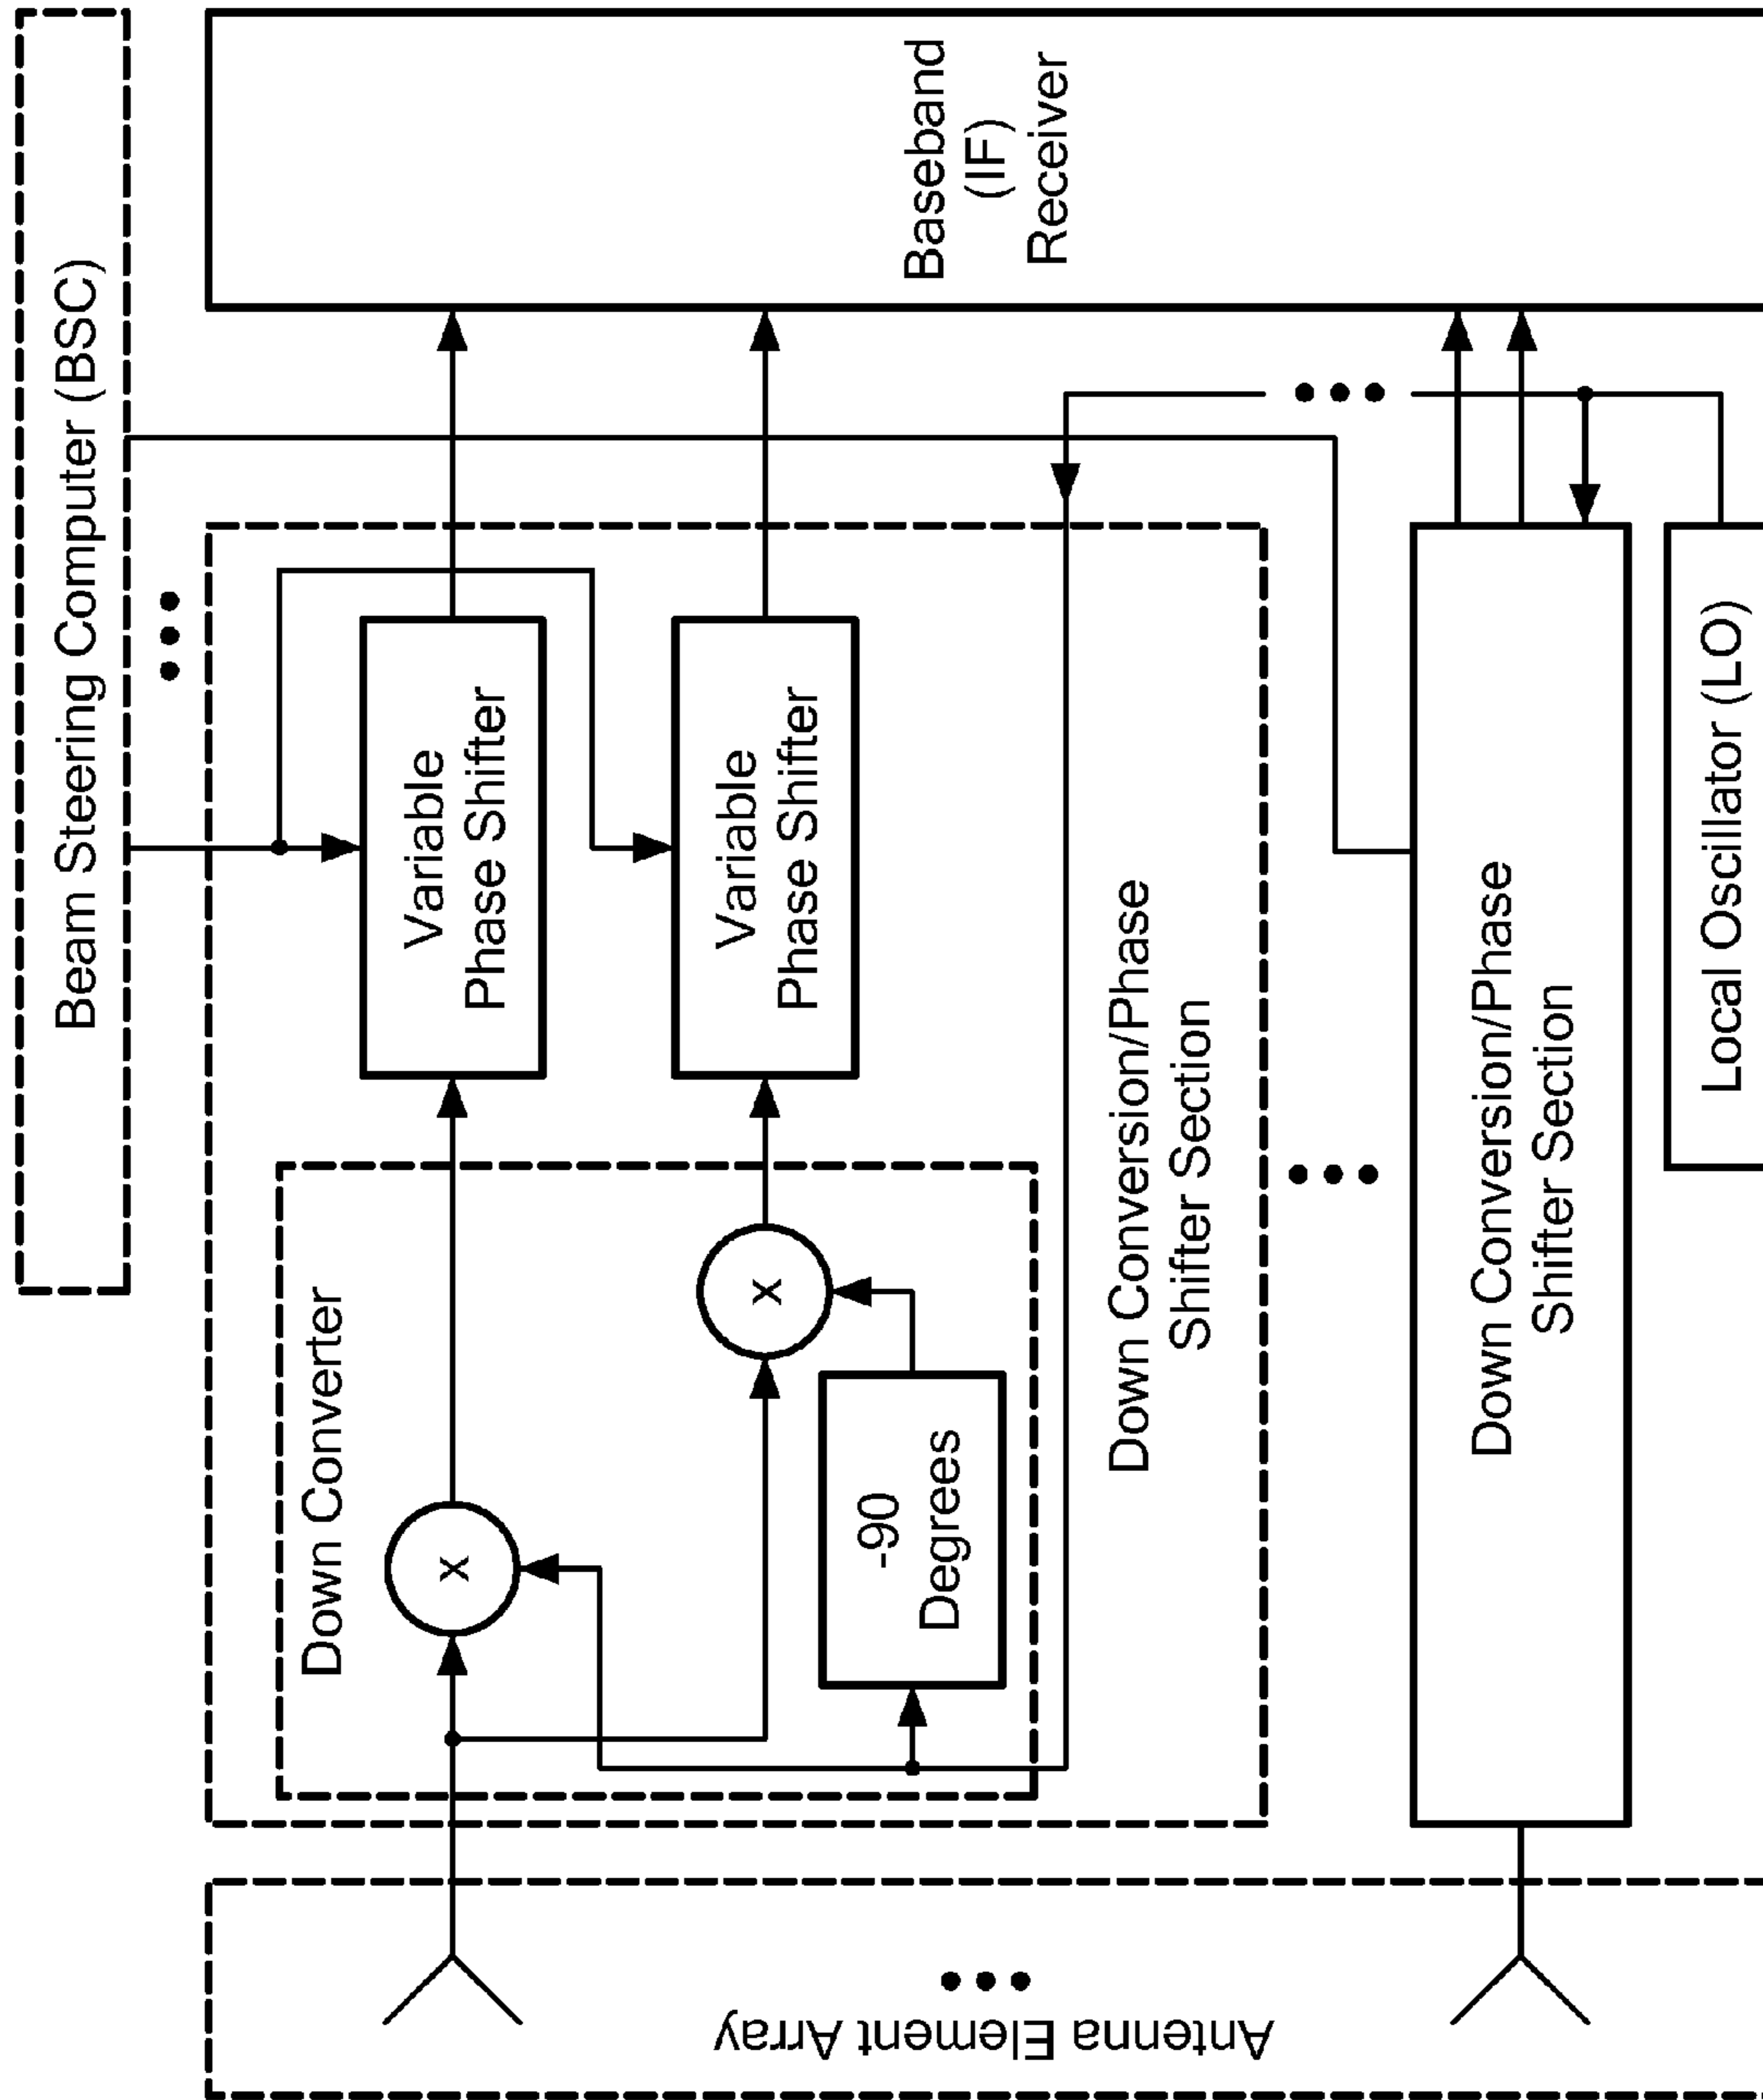 Beam Steering Computer (BSC)
Down Converter
x
Variable
Phase Shifter
x
Variable
Phase Shifter
-90
Degrees
Baseband
(IF)
Receiver
Antenna Element Array
Down Conversion/Phase
Shifter Section
Down Conversion/Phase
Shifter Section
Local Oscillator (LO)